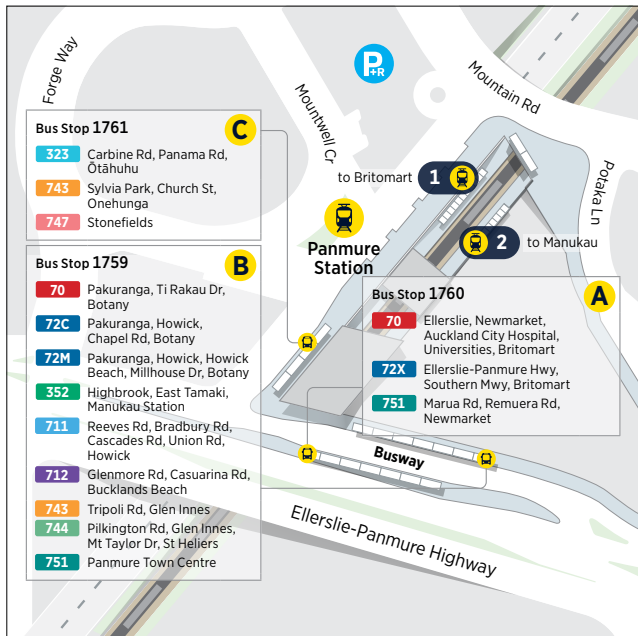 Forge Way
Mountwell Cr
P+R
Mountain Rd
Potaka Ln
to Britomart 1
2 to Manukau
Panmure
Station
Bus Stop 1761
C
323 Carbine Rd, Panama Rd,
Ōtāhuhu
743 Sylvia Park, Church St,
Onehunga
747 Stonefields
Bus Stop 1759
B
70 Pakuranga, Ti Rakau Dr,
Botany
72C Pakuranga, Howick,
Chapel Rd, Botany
72M Pakuranga, Howick, Howick
Beach, Millhouse Dr, Botany
352 Highbrook, East Tamaki,
Manukau Station
711 Reeves Rd, Bradbury Rd,
Cascades Rd, Union Rd,
Howick
712 Glenmore Rd, Casuarina Rd,
Bucklands Beach
743 Tripoli Rd, Glen Innes
744 Pilkington Rd, Glen Innes,
Mt Taylor Dr, St Heliers
751 Panmure Town Centre
Bus Stop 1760
A
70 Ellerslie, Newmarket,
Auckland City Hospital,
Universities, Britomart
72X Ellerslie-Panmure Hwy,
Southern Mwy, Britomart
751 Marua Rd, Remuera Rd,
Newmarket
Busway
Ellerslie-Panmure Highway